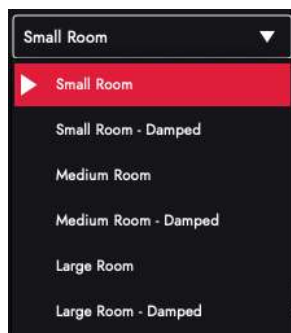 Small Room
Small Room
Small Room - Damped
Medium Room
Medium Room - Damped
Large Room
Large Room - Damped